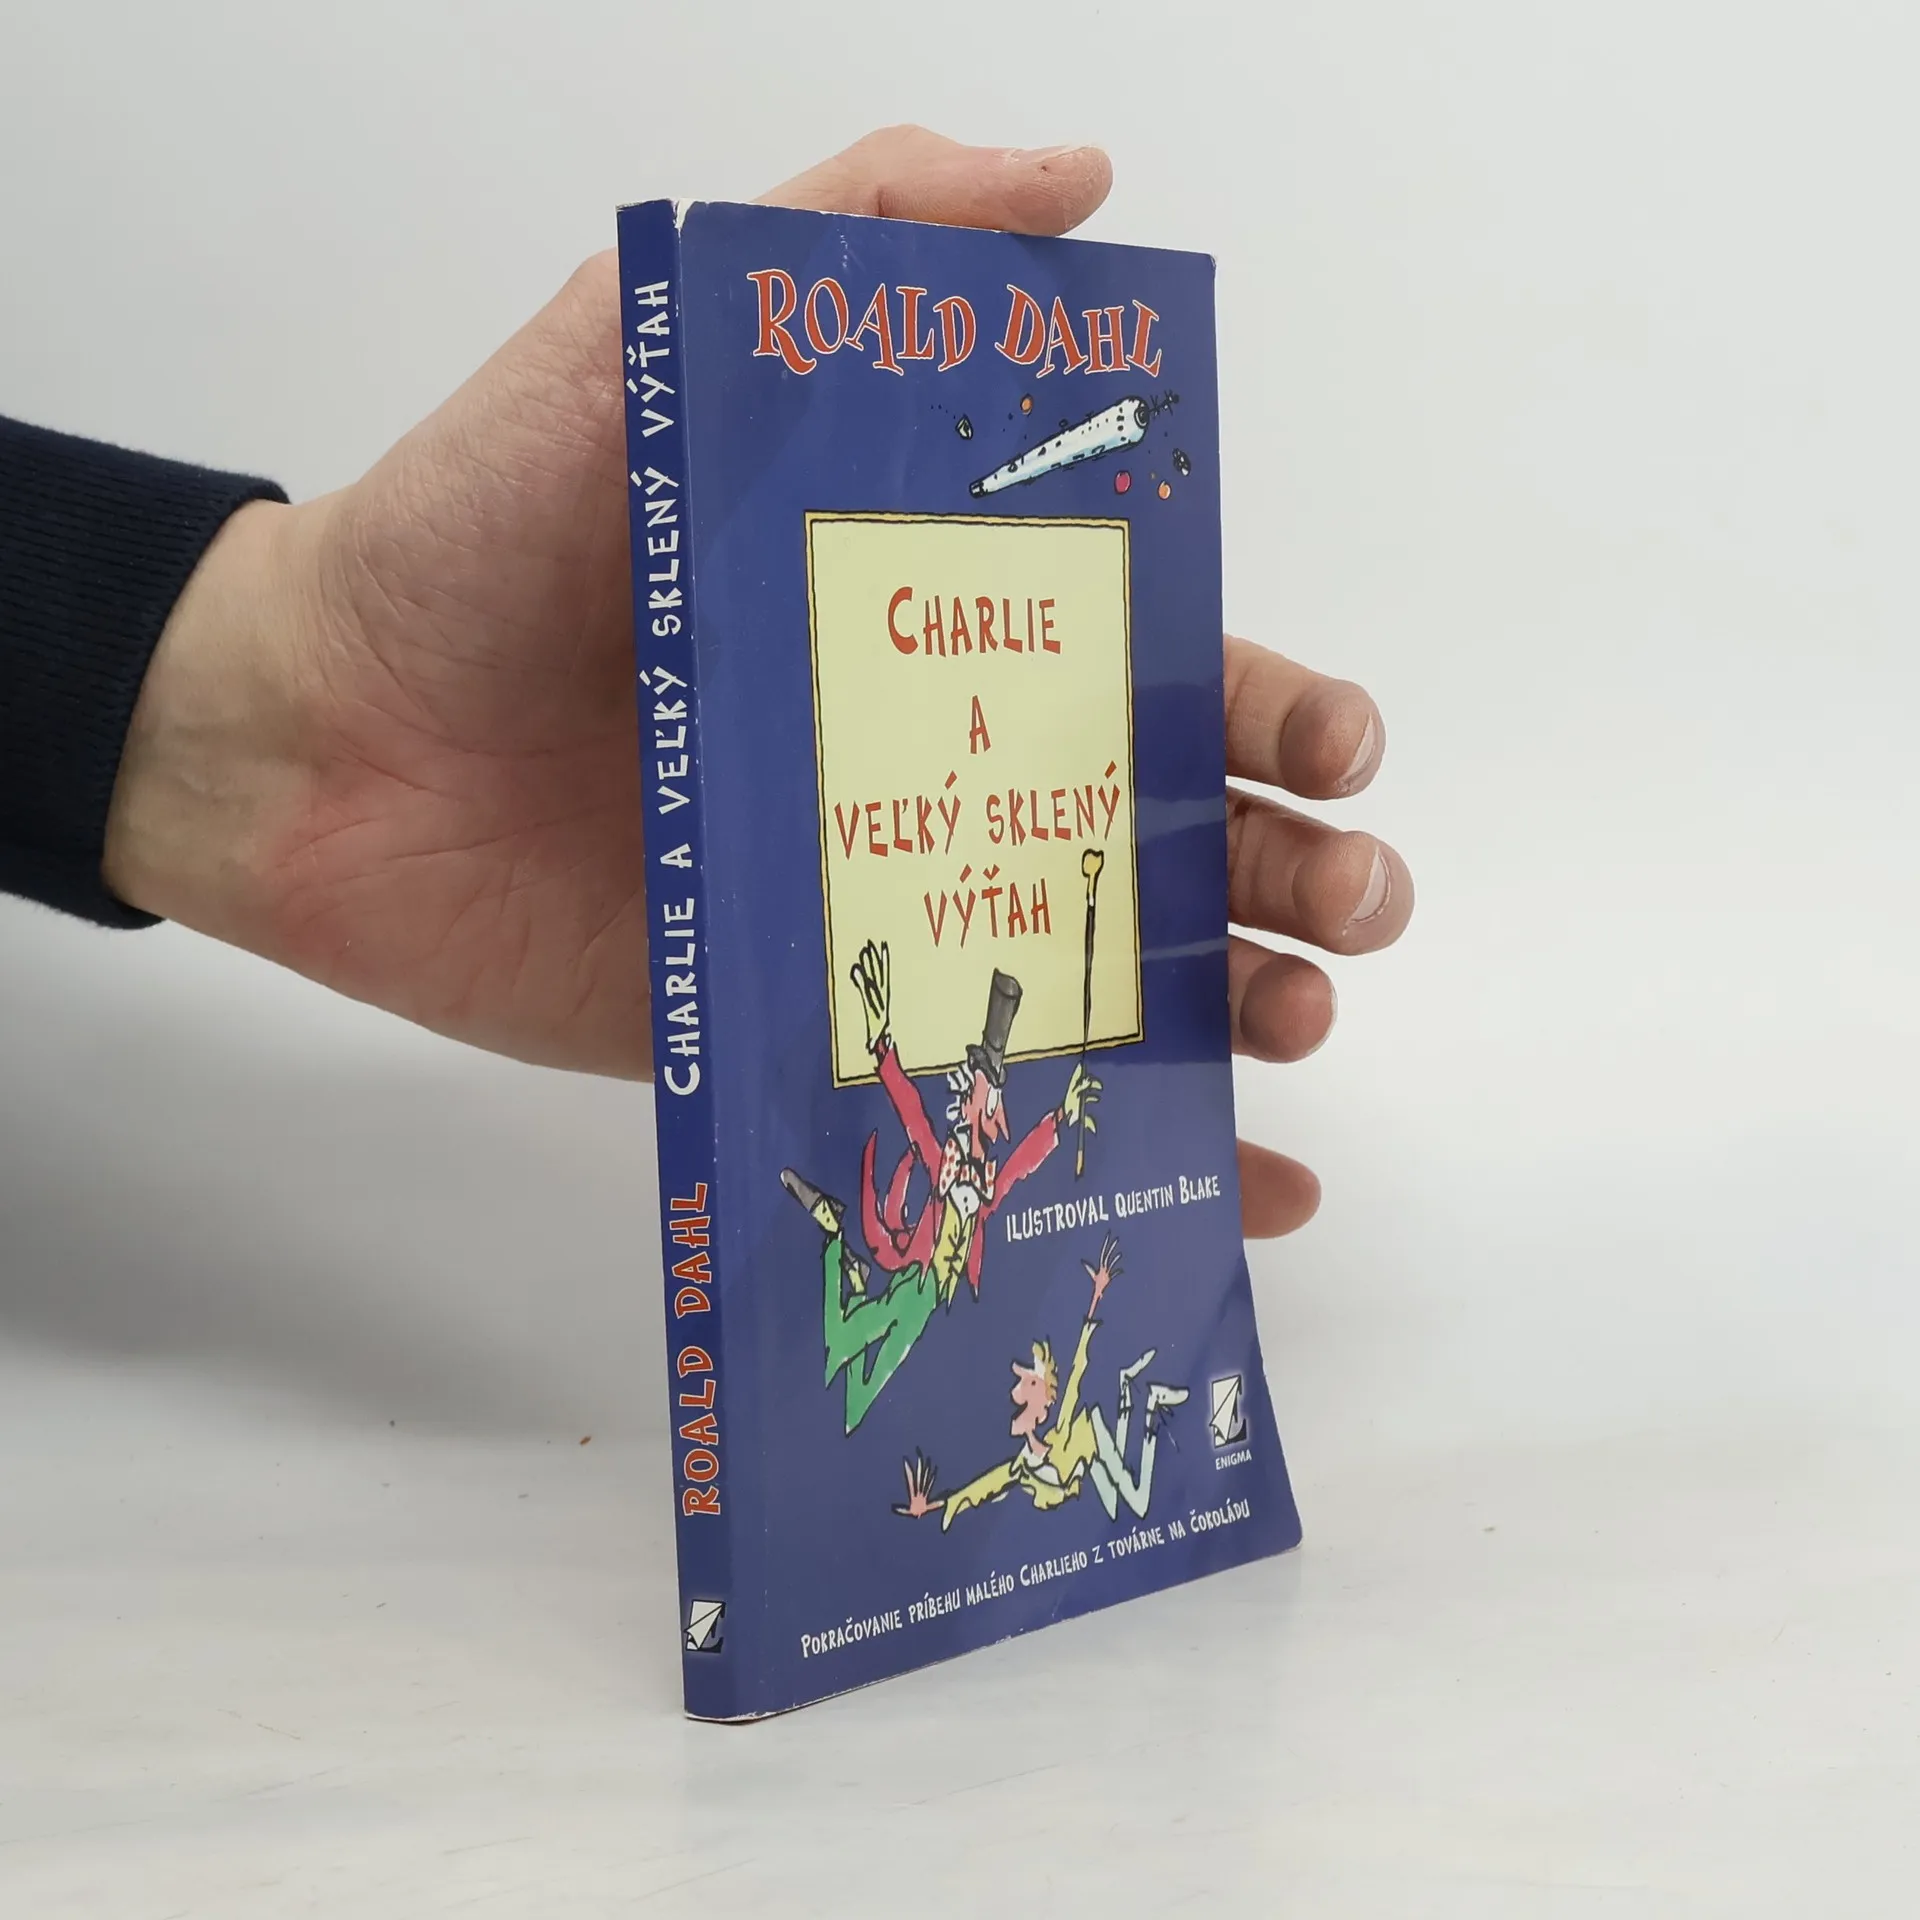 CHARLIE A VEĽKÝ SKLENÝ VÝŤAH
ROALD DAHL
ROALD DAHL
CHARLIE
A
VEĽKÝ SKLENÝ
VÝŤAH
ILUSTROVAL QUENTIN BLAKE
ENIGMA
POKRAČOVANIE PRÍBEHU MALÉHO CHARLIEHO Z TOVÁRNE NA ČOKOLÁDU